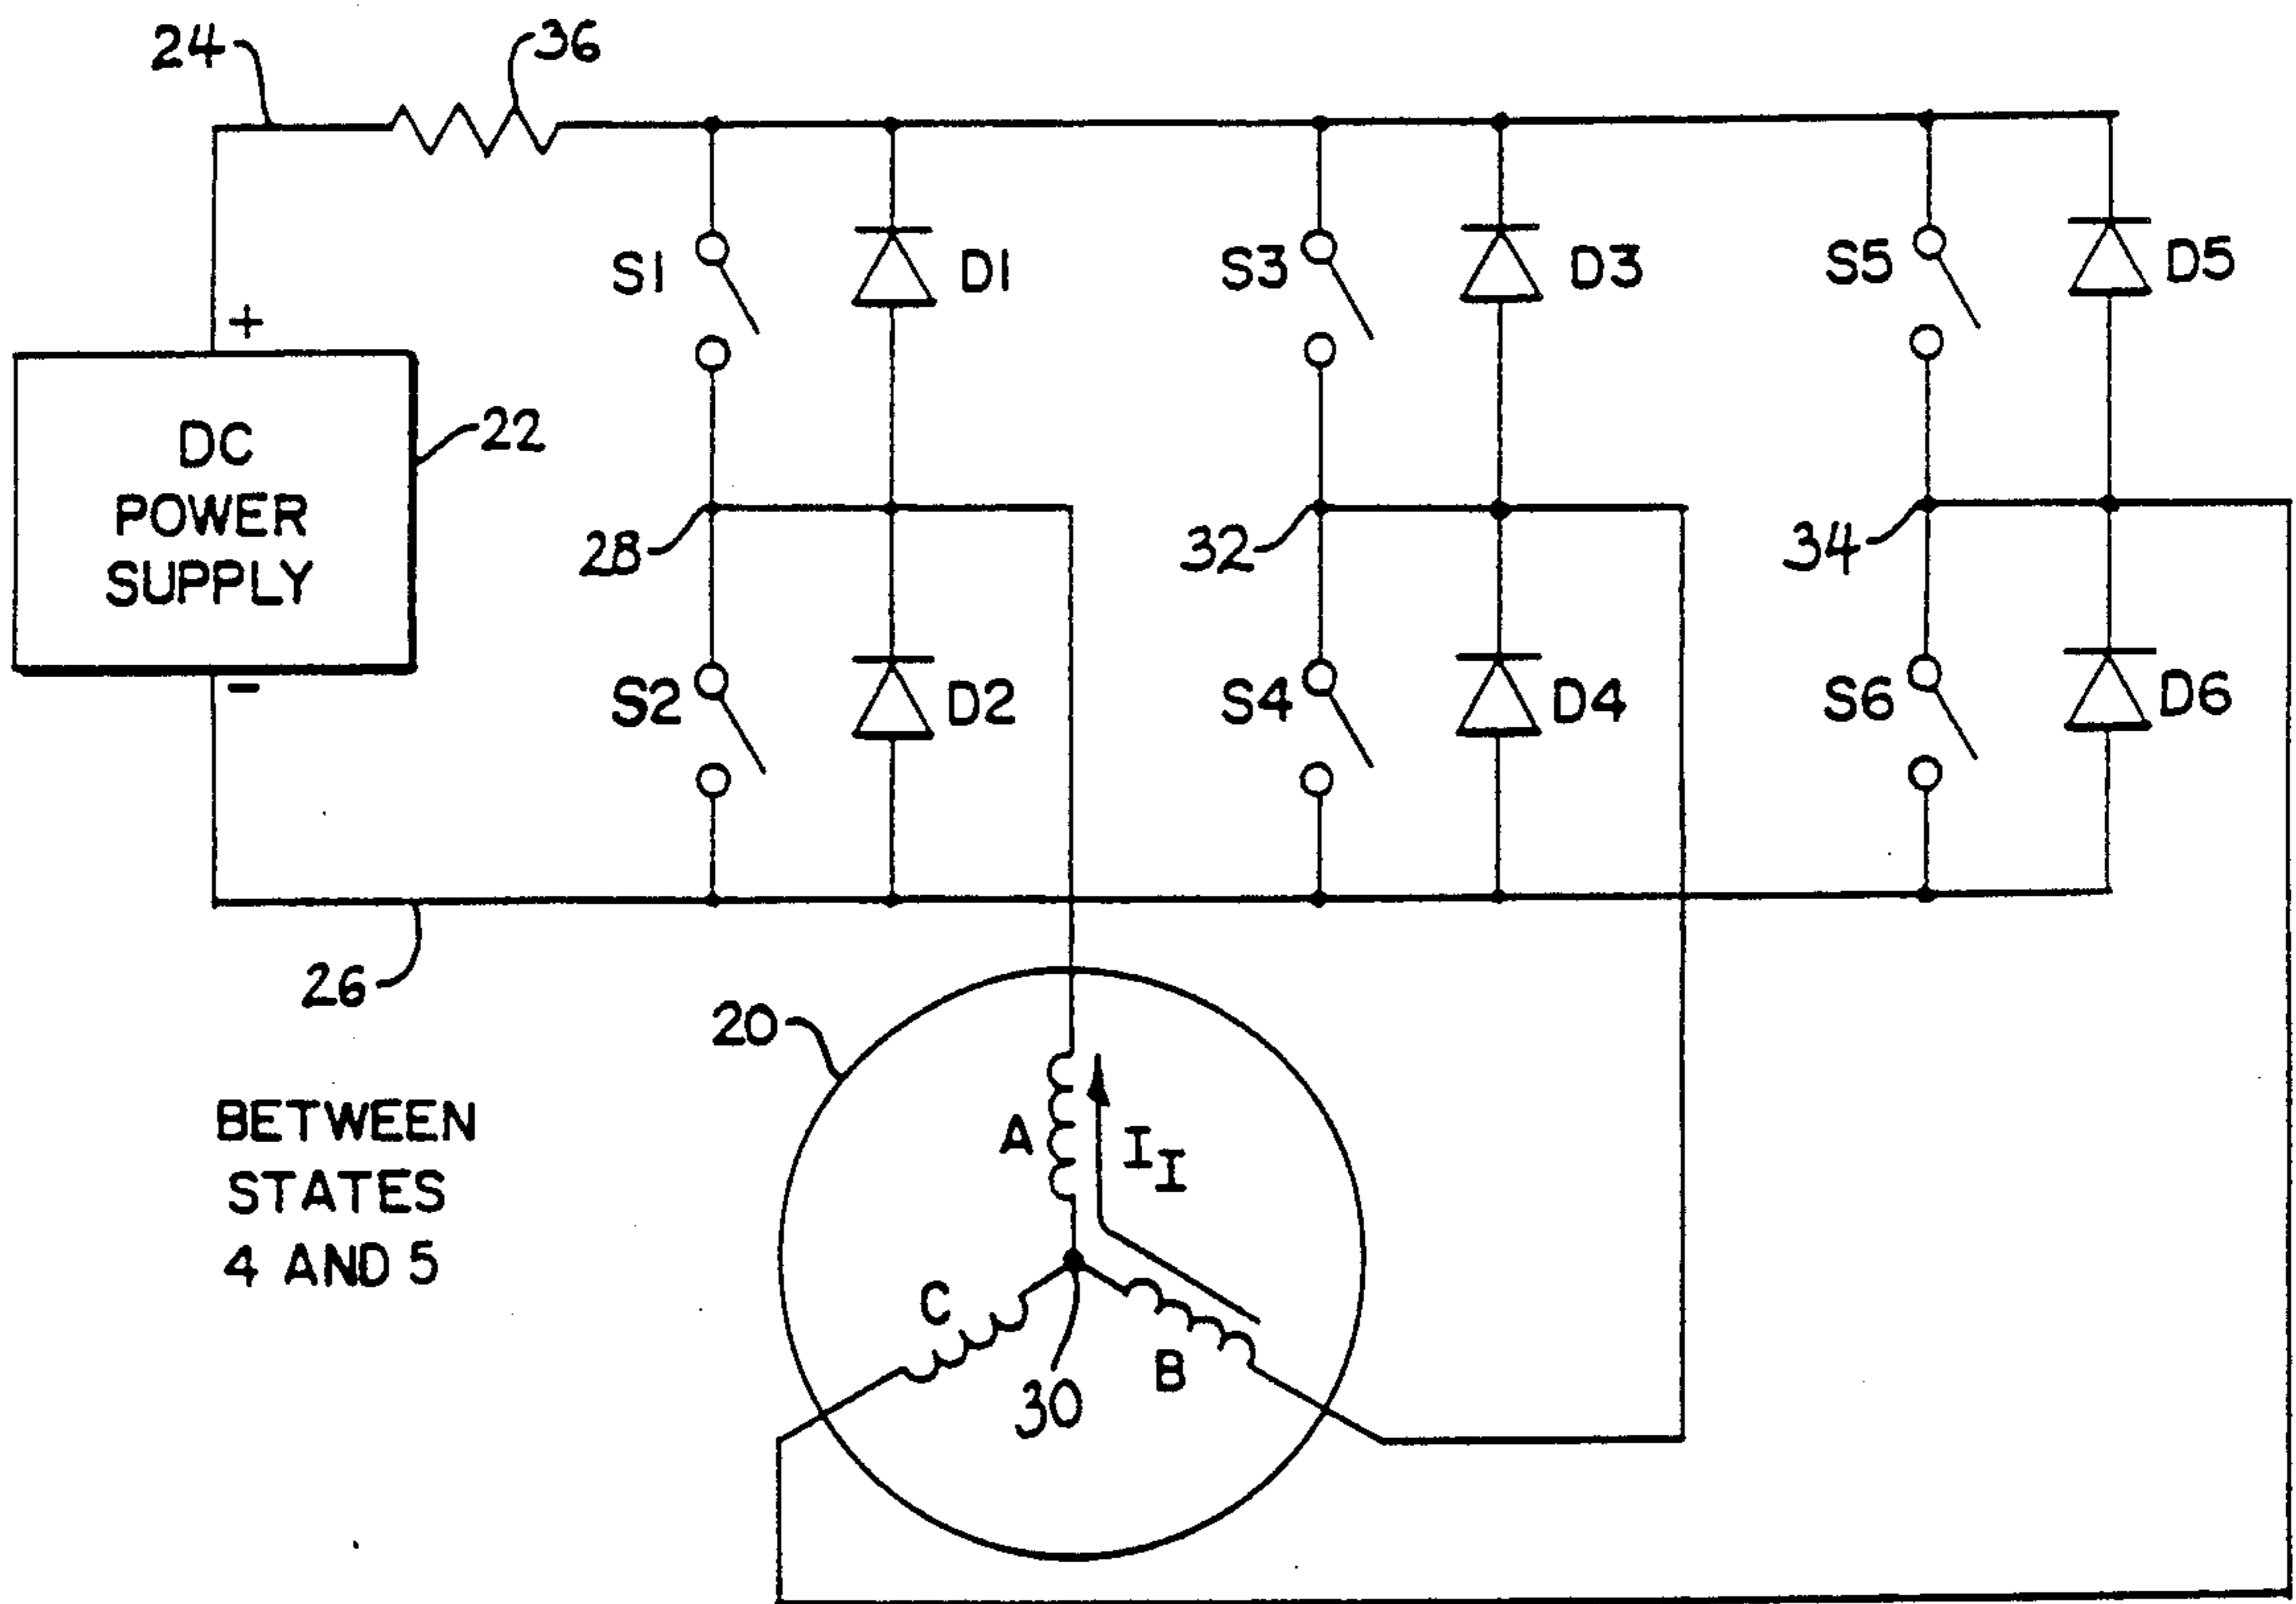 24
36
S1
D1
S3
D3
S5
D5
+
DC
POWER
SUPPLY
22
28
32
34
-
S2
D2
S4
D4
S6
D6
26
20
BETWEEN
STATES
4 AND 5
A
I_I
C
B
30